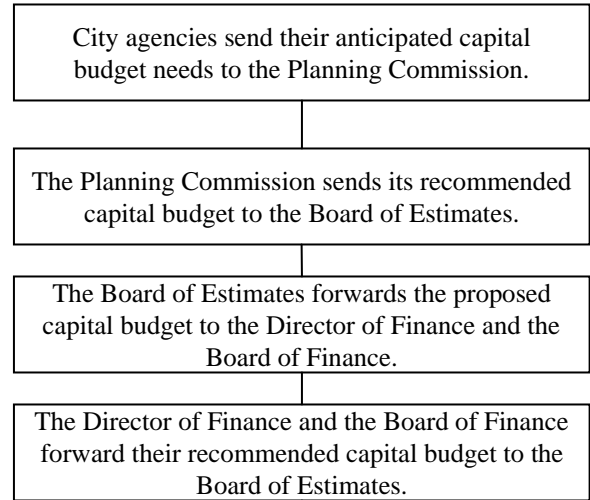 City agencies send their anticipated capital
budget needs to the Planning Commission.
The Planning Commission sends its recommended
capital budget to the Board of Estimates.
The Board of Estimates forwards the proposed
capital budget to the Director of Finance and the
Board of Finance.
The Director of Finance and the Board of Finance
forward their recommended capital budget to the
Board of Estimates.